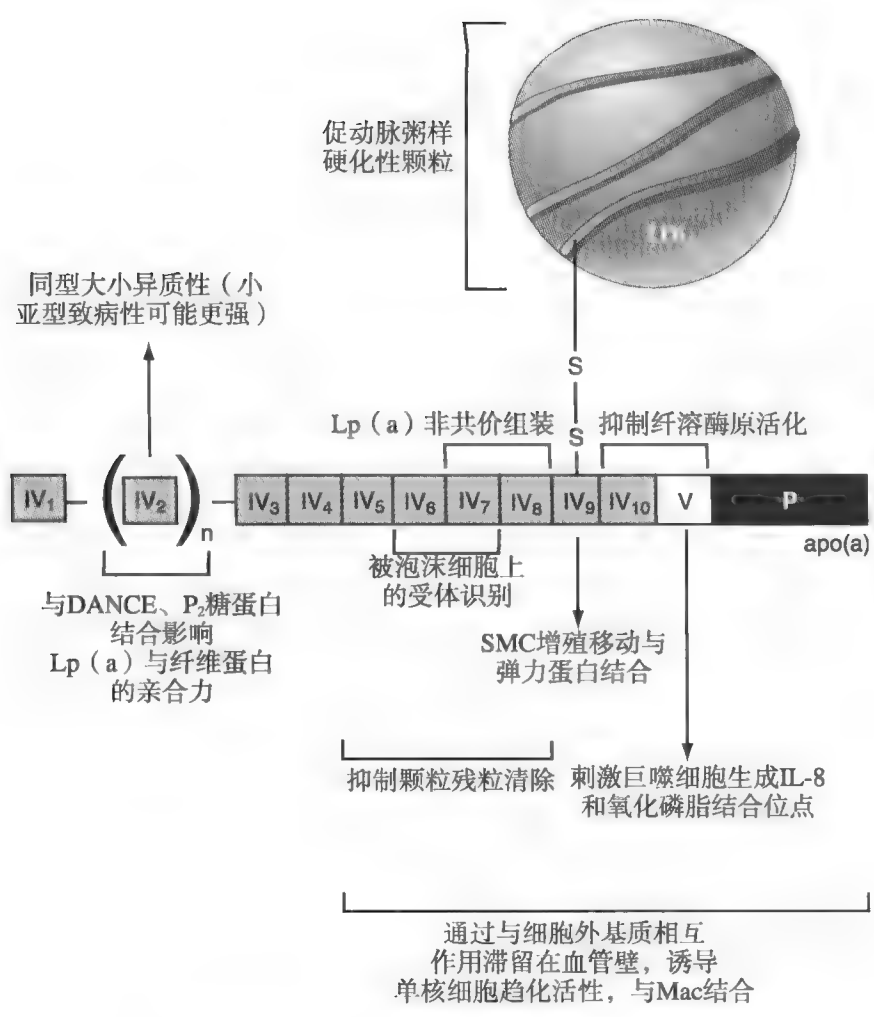 促动脉粥样
硬化性颗粒
同型大小异质性（小
亚型致病性可能更强）
S
Lp（a）非共价组装
S
抑制纤溶酶原活化
IV1
(IV2)n
IV3
IV4
IV5
IV6
IV7
IV8
IV9
IV10
V
P
apo(a)
被泡沫细胞上
的受体识别
与DANCE、P2糖蛋白
结合影响
Lp（a）与纤维蛋白
的亲合力
SMC增殖移动与
弹力蛋白结合
抑制颗粒残粒清除
刺激巨噬细胞生成IL-8
和氧化磷脂结合位点
通过与细胞外基质相互
作用滞留在血管壁，诱导
单核细胞趋化活性，与Mac结合